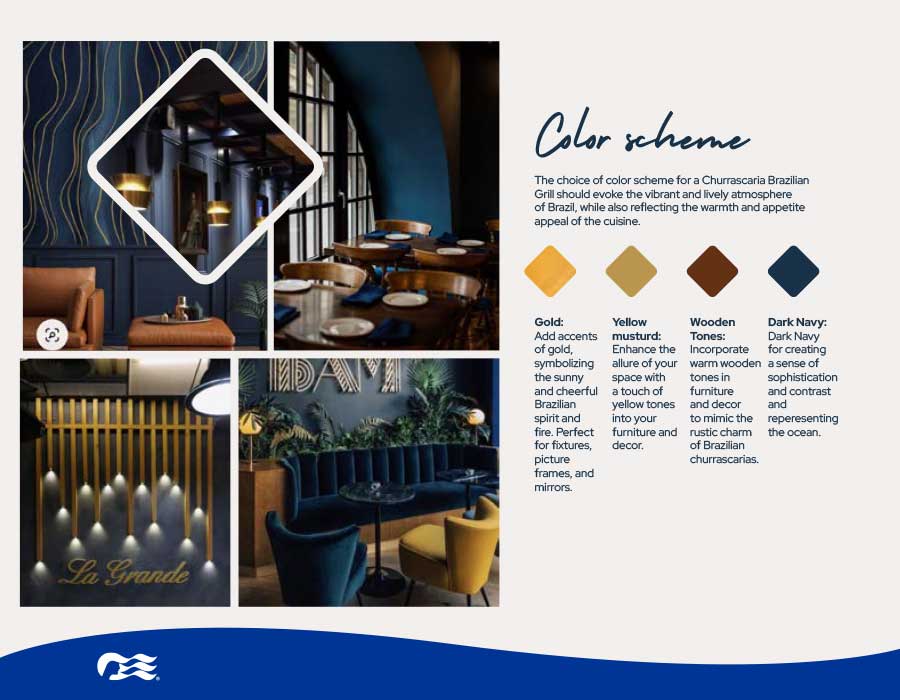 Color scheme
The choice of color scheme for a Churrascaria Brazilian
Grill should evoke the vibrant and lively atmosphere
of Brazil, while also reflecting the warmth and appetite
appeal of the cuisine.
Gold:
Add accents
of gold,
symbolizing
the sunny
and cheerful
Brazilian
spirit and
fire. Perfect
for fixtures,
picture
frames, and
mirrors.
Yellow
musturd:
Enhance the
allure of your
space with
a touch of
yellow tones
into your
furniture and
decor.
Wooden
Tones:
Incorporate
warm wooden
tones in
furniture
and decor
to mimic the
rustic charm
of Brazilian
churrascarias.
Dark Navy:
Dark Navy
for creating
a sense of
sophistication
and contrast
and
reperesenting
the ocean.
BAM
La Grande